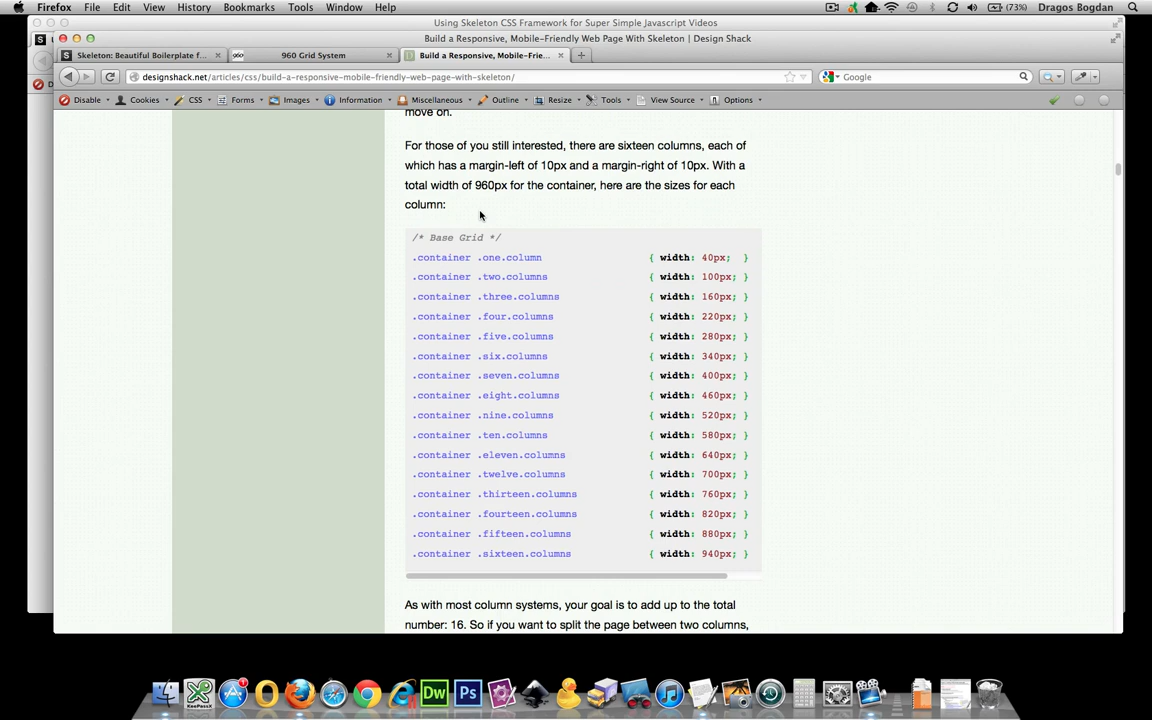 Firefox File Edit View History Bookmarks Tools Window Help (73%) Dragos Bogdan
Using Skeleton CSS Framework for Super Simple Javascript Videos
Build a Responsive, Mobile-Friendly Web Page With Skeleton | Design Shack
Skeleton: Beautiful Boilerplate f... 960 Grid System Build a Responsive, Mobile-Frie...
designshack.net/articles/css/build-a-responsive-mobile-friendly-web-page-with-skeleton/ Google
Disable Cookies CSS Forms Images Information Miscellaneous Outline Resize Tools View Source Options
move on.
For those of you still interested, there are sixteen columns, each of
which has a margin-left of 10px and a margin-right of 10px. With a
total width of 960px for the container, here are the sizes for each
column:
/* Base Grid */
.container .one.column { width: 40px; }
.container .two.columns { width: 100px; }
.container .three.columns { width: 160px; }
.container .four.columns { width: 220px; }
.container .five.columns { width: 280px; }
.container .six.columns { width: 340px; }
.container .seven.columns { width: 400px; }
.container .eight.columns { width: 460px; }
.container .nine.columns { width: 520px; }
.container .ten.columns { width: 580px; }
.container .eleven.columns { width: 640px; }
.container .twelve.columns { width: 700px; }
.container .thirteen.columns { width: 760px; }
.container .fourteen.columns { width: 820px; }
.container .fifteen.columns { width: 880px; }
.container .sixteen.columns { width: 940px; }
As with most column systems, your goal is to add up to the total
number: 16. So if you want to split the page between two columns,
KeePassX Dw Ps